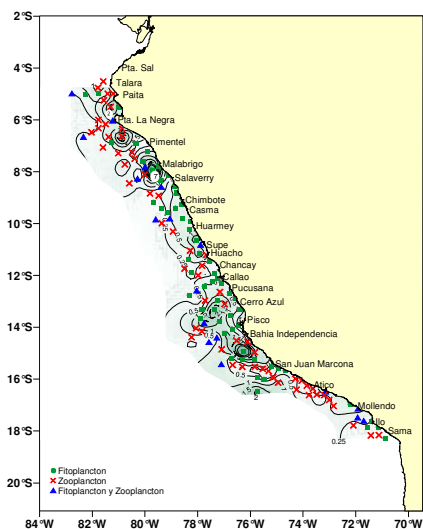 2°S
4°S
6°S
8°S
10°S
12°S
14°S
16°S
18°S
20°S
84°W
82°W
80°W
78°W
76°W
74°W
72°W
70°W
Pta. Sal
Talara
Paita
Pta. La Negra
Pimentel
Malabrigo
Salaverry
Chimbote
Casma
Huarmey
Supe
Huacho
Chancay
Callao
Pucusana
Cerro Azul
Pisco
Bahia Independencia
San Juan Marcona
Atico
Mollendo
Ilo
Sama
0.25
Fitoplancton
Zooplancton
Fitoplancton y Zooplancton